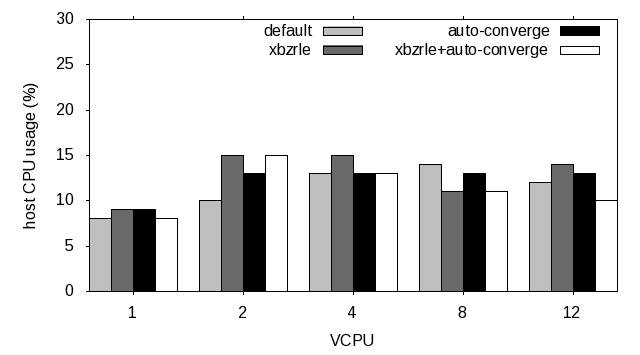 30
25
20
15
10
5
0
host CPU usage (%)
default
xbzrle
auto-converge
xbzrle+auto-converge
1 2 4 8 12
VCPU